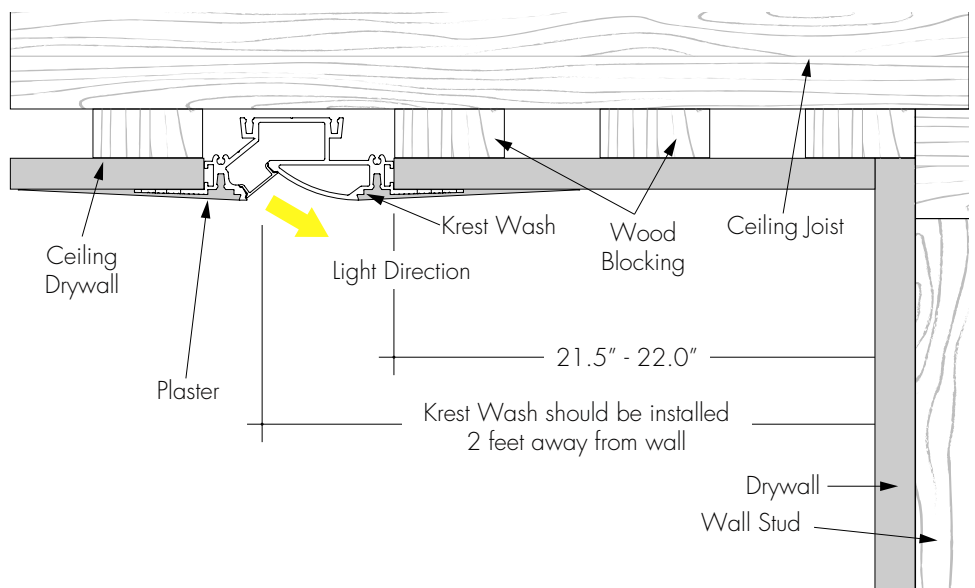 Krest Wash
Wood
Blocking
Ceiling Joist
Ceiling
Drywall
Light Direction
21.5” - 22.0”
Plaster
Krest Wash should be installed
2 feet away from wall
Drywall
Wall Stud